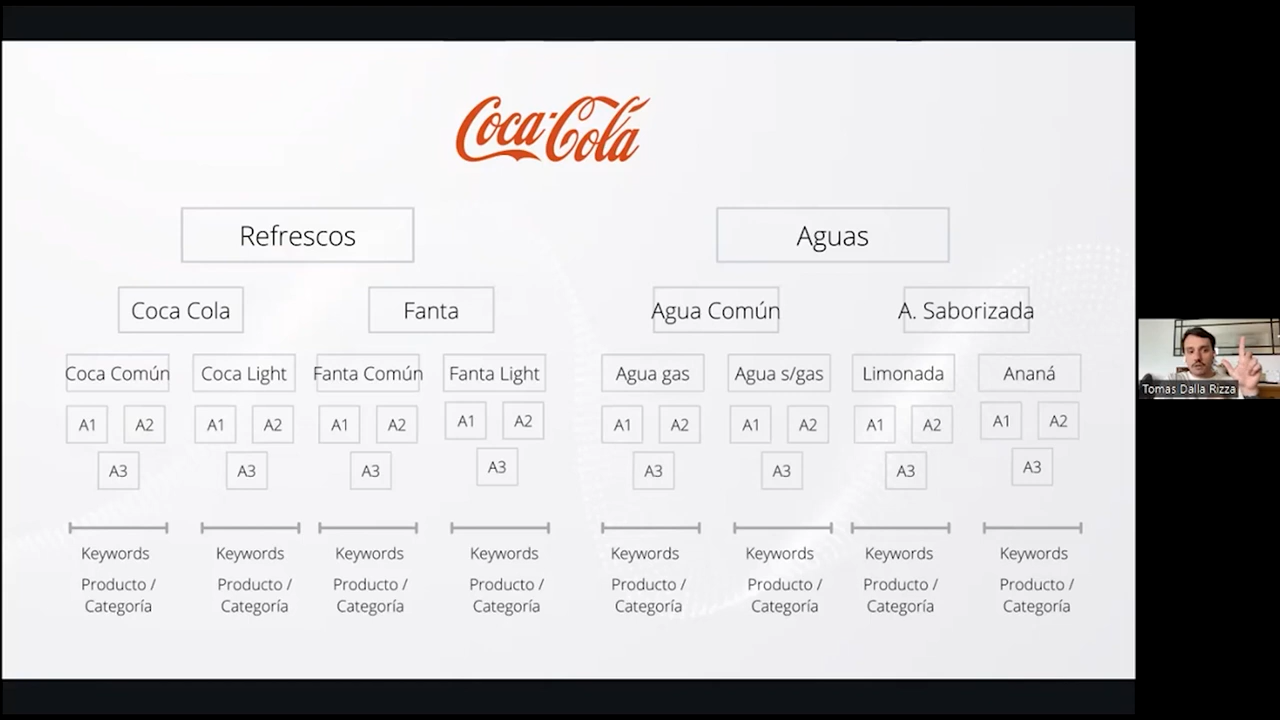 Coca-Cola
Refrescos
Aguas
Coca Cola
Fanta
Agua Común
A. Saborizada
Coca Común
Coca Light
Fanta Común
Fanta Light
Agua gas
Agua s/gas
Limonada
Ananá
A1 A2
A3
A1 A2
A3
A1 A2
A3
A1 A2
A3
A1 A2
A3
A1 A2
A3
A1 A2
A3
A1 A2
A3
Keywords
Producto /
Categoría
Keywords
Producto /
Categoría
Keywords
Producto /
Categoría
Keywords
Producto /
Categoría
Keywords
Producto /
Categoría
Keywords
Producto /
Categoría
Keywords
Producto /
Categoría
Keywords
Producto /
Categoría
Tomas Dalla Rizza